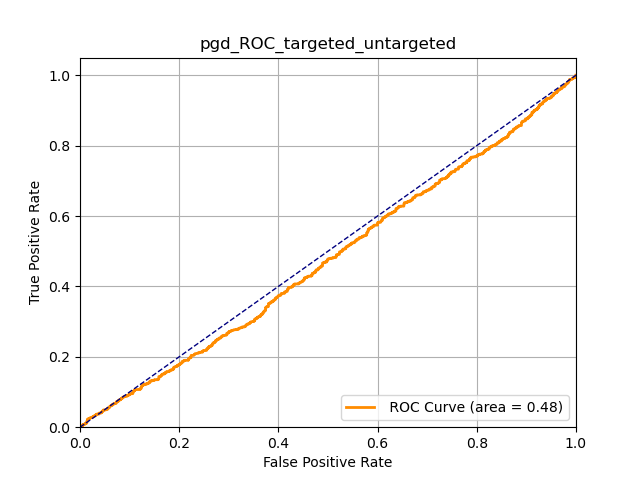 pgd_ROC_targeted_untargeted
1.0
0.8
0.6
0.4
0.2
0.0
True Positive Rate
ROC Curve (area = 0.48)
0.0 0.2 0.4 0.6 0.8 1.0
False Positive Rate